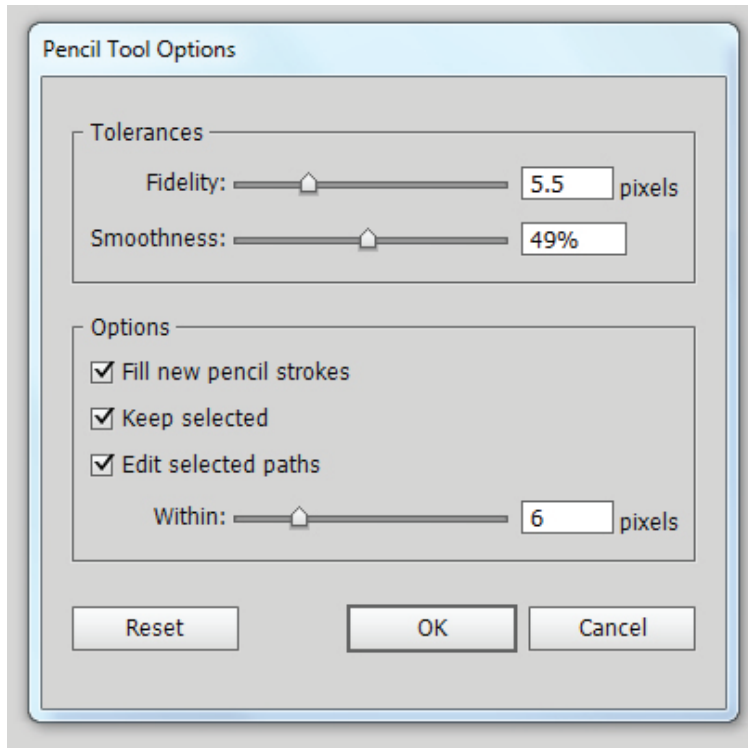 Pencil Tool Options
Tolerances
Fidelity: 5.5 pixels
Smoothness: 49%
Options
Fill new pencil strokes
Keep selected
Edit selected paths
Within: 6 pixels
Reset OK Cancel